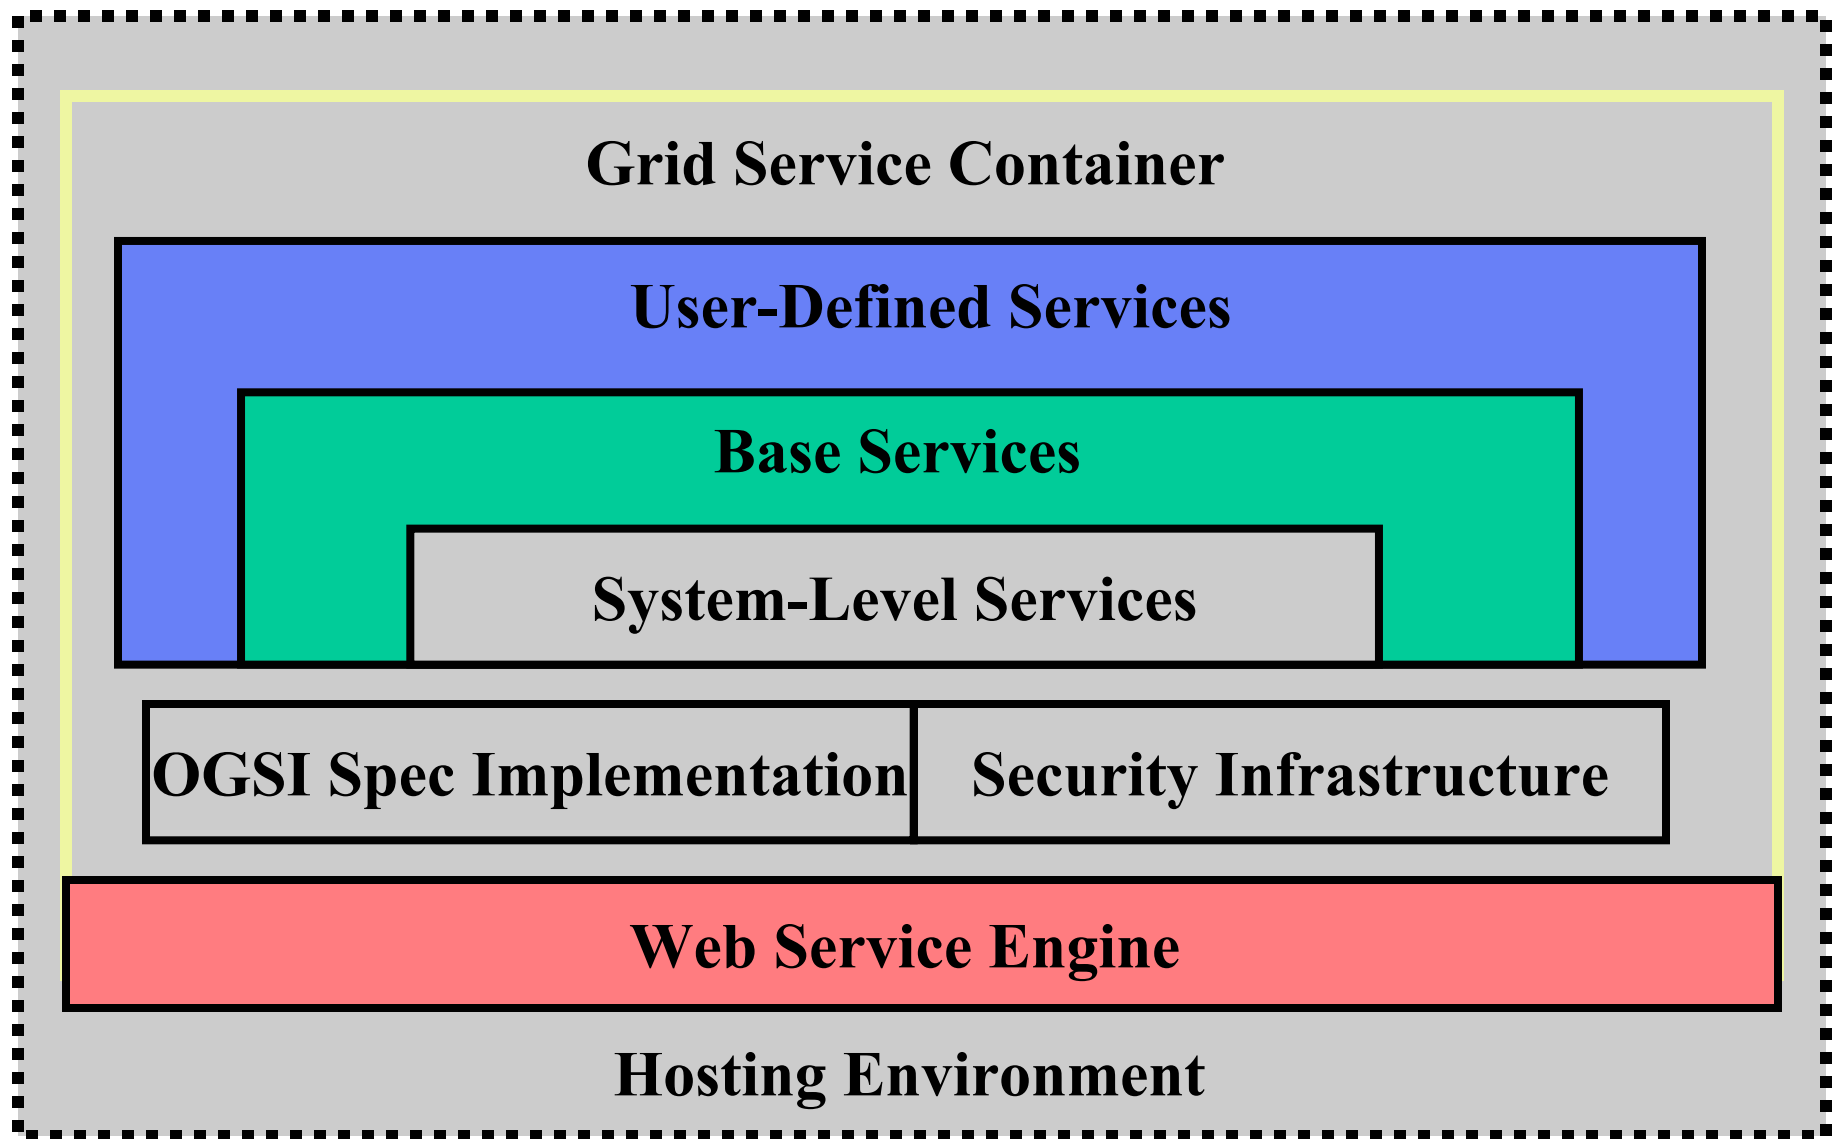 Grid Service Container
User-Defined Services
Base Services
System-Level Services
OGSI Spec Implementation
Security Infrastructure
Web Service Engine
Hosting Environment